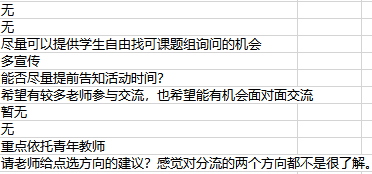 无
无
尽量可以提供学生自由找可课题组询问的机会
多宣传
能否尽量提前告知活动时间？
希望有较多老师参与交流，也希望能有机会面对面交流
暂无
无
重点依托青年教师
请老师给点选方向的建议？感觉对分流的两个方向都不是很了解。